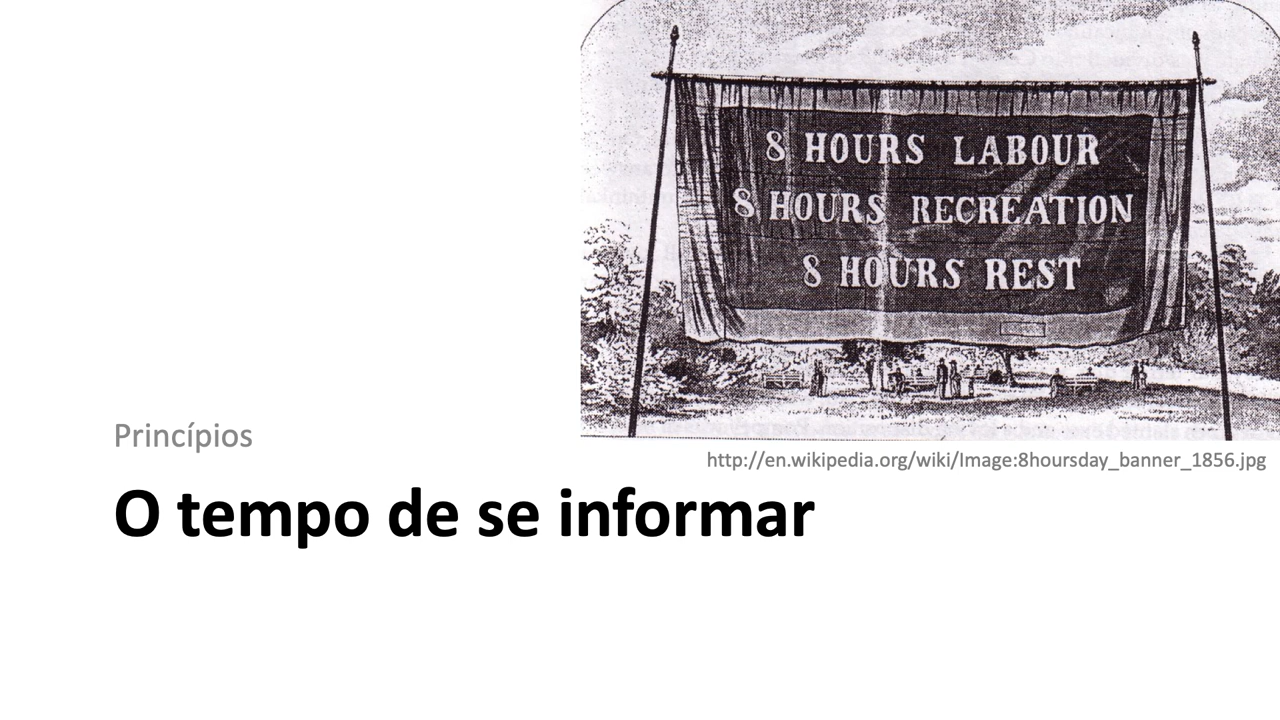 8 HOURS LABOUR
8 HOURS RECREATION
8 HOURS REST
http://en.wikipedia.org/wiki/Image:8hoursday_banner_1856.jpg
Princípios
O tempo de se informar